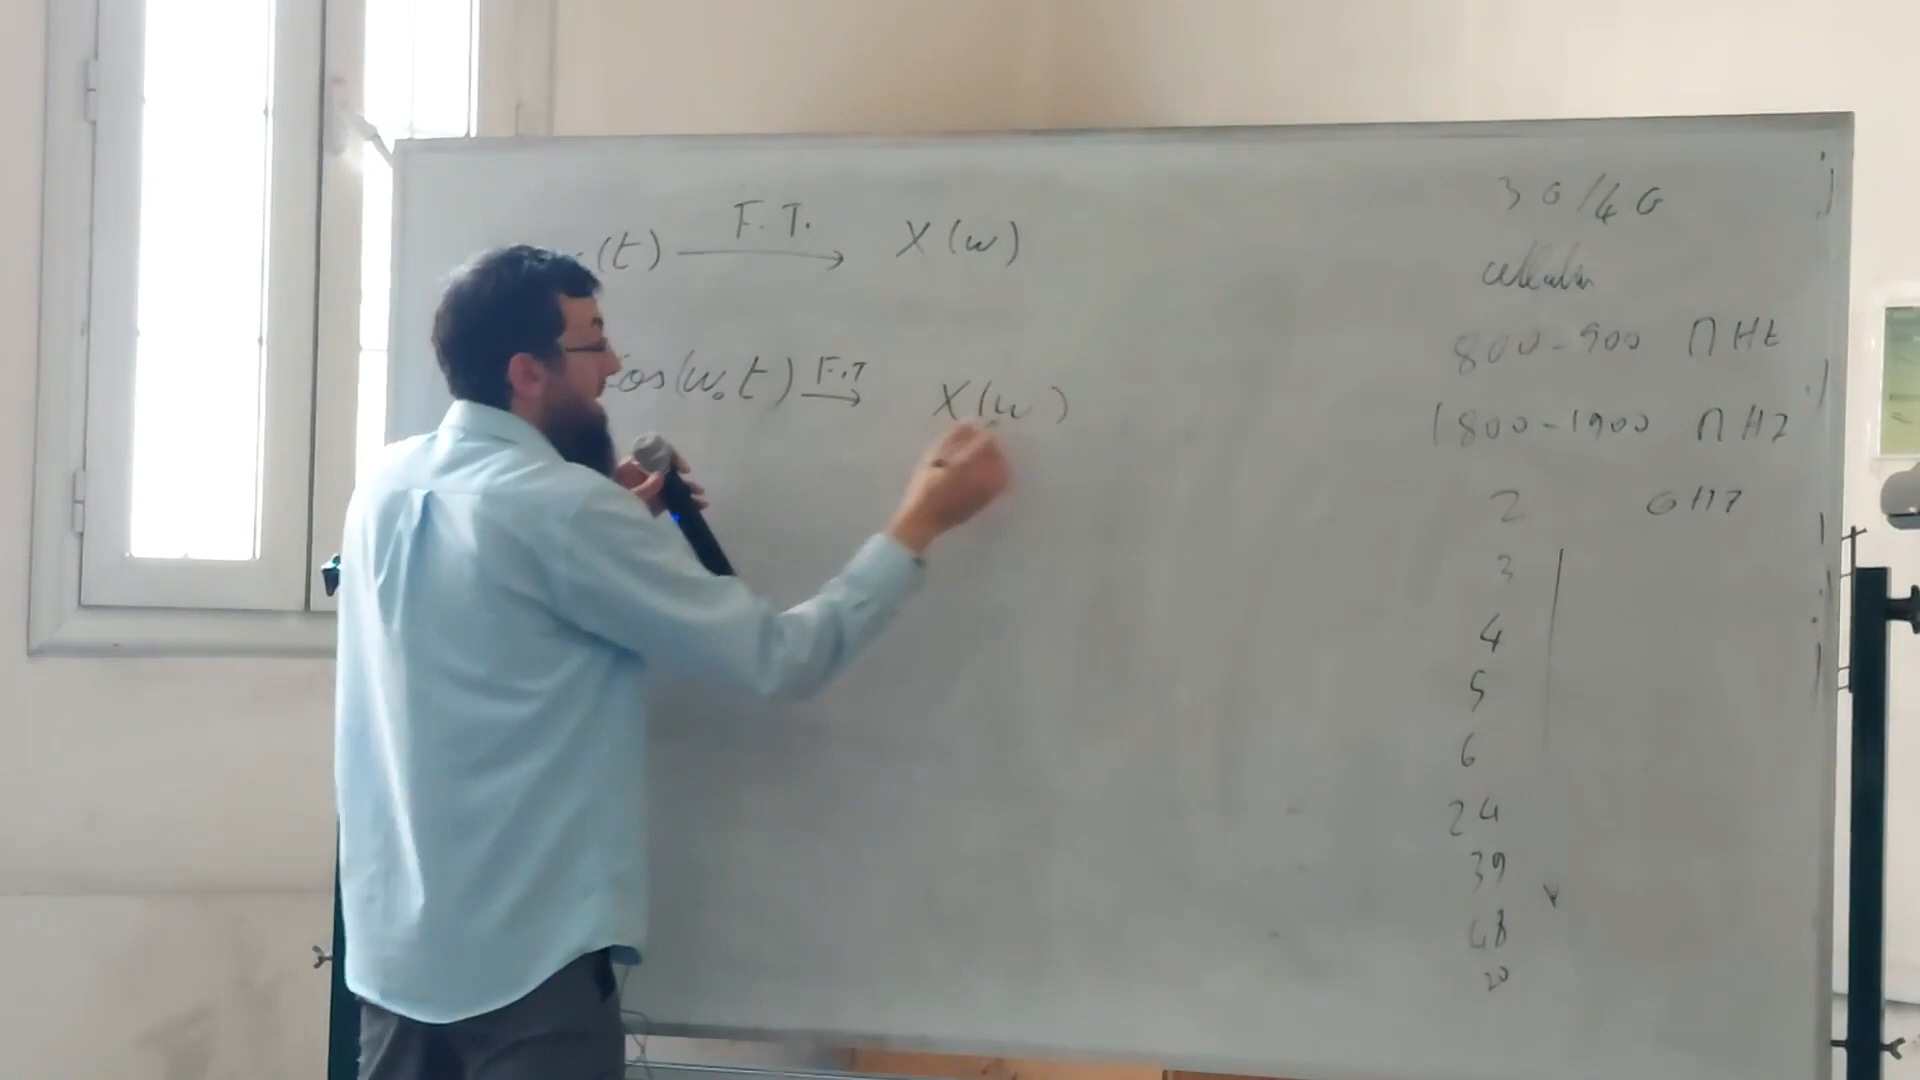 (t) F.T. → X(w)
cos(w₀t) F.T → X(w)
3G/4G
cellular
800-900 MHz
1800-1900 MHz
2 GHz
3
4
5
6
24
39
48